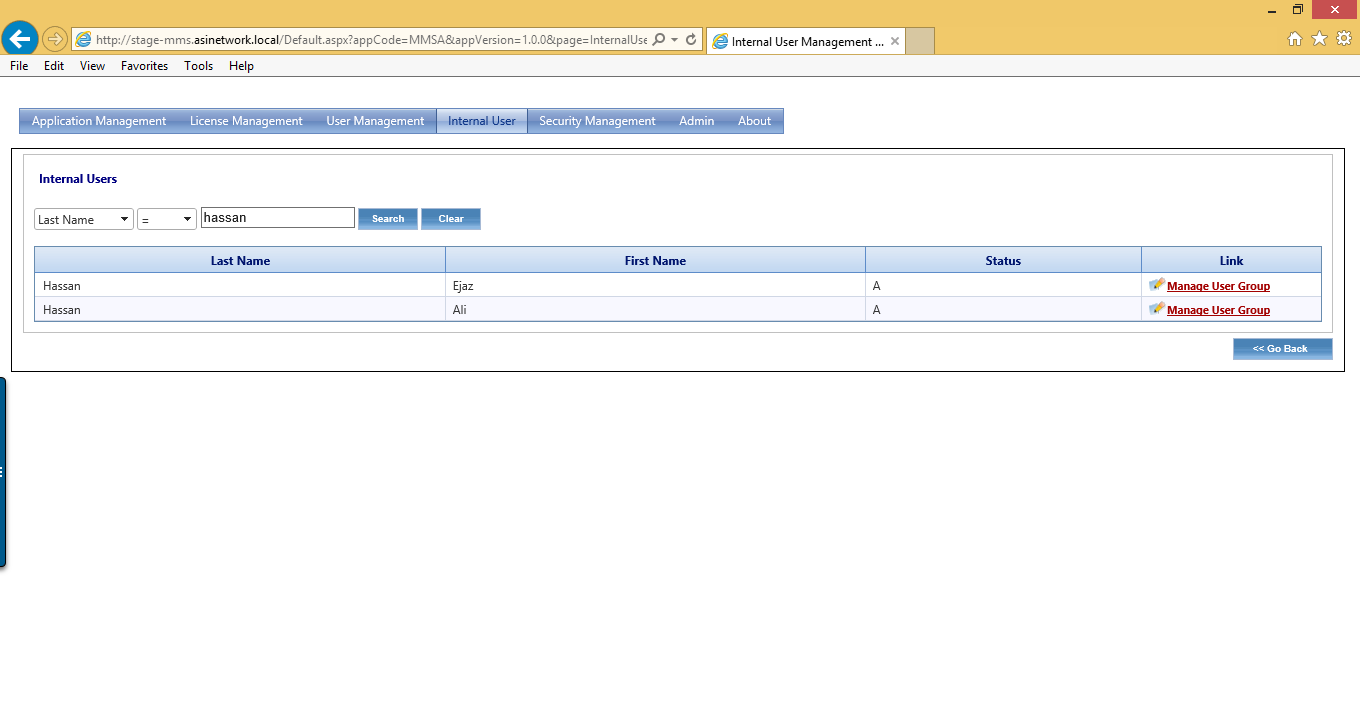 http://stage-mms.asinetwork.local/Default.aspx?appCode=MMSA&appVersion=1.0.0&page=InternalUse
Internal User Management ...
File Edit View Favorites Tools Help
Application Management License Management User Management Internal User Security Management Admin About
Internal Users
Last Name = hassan Search Clear
Last Name First Name Status Link
Hassan Ejaz A Manage User Group
Hassan Ali A Manage User Group
<< Go Back